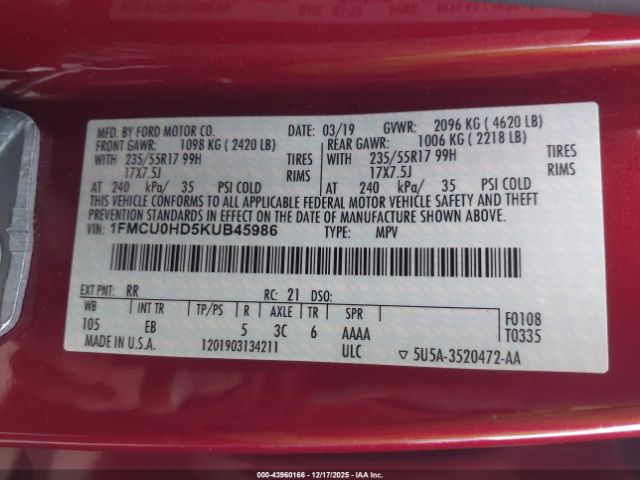 MFD. BY FORD MOTOR CO. DATE: 03/19 GVWR: 2096 KG ( 4620 LB)
FRONT GAWR: 1098 KG ( 2420 LB) REAR GAWR: 1006 KG ( 2218 LB)
WITH 235/55R17 99H TIRES WITH 235/55R17 99H TIRES
17X7.5J RIMS 17X7.5J RIMS
AT 240 kPa/ 35 PSI COLD AT 240 kPa/ 35 PSI COLD
THIS VEHICLE CONFORMS TO ALL APPLICABLE FEDERAL MOTOR VEHICLE SAFETY AND THEFT
PREVENTION STANDARDS IN EFFECT ON THE DATE OF MANUFACTURE SHOWN ABOVE.
VIN: 1FMCU0HD5KUB45986 TYPE: MPV
EXT PNT: RR RC: 21 DSO:
WB INT TR TP/PS R AXLE TR SPR F0108
105 EB 5 3C 6 AAAA T0335
MADE IN U.S.A. 1201903134211 ULC ▽ 5U5A-3520472-AA
00-43960166 - 12/17/2025 - IAA, Inc.